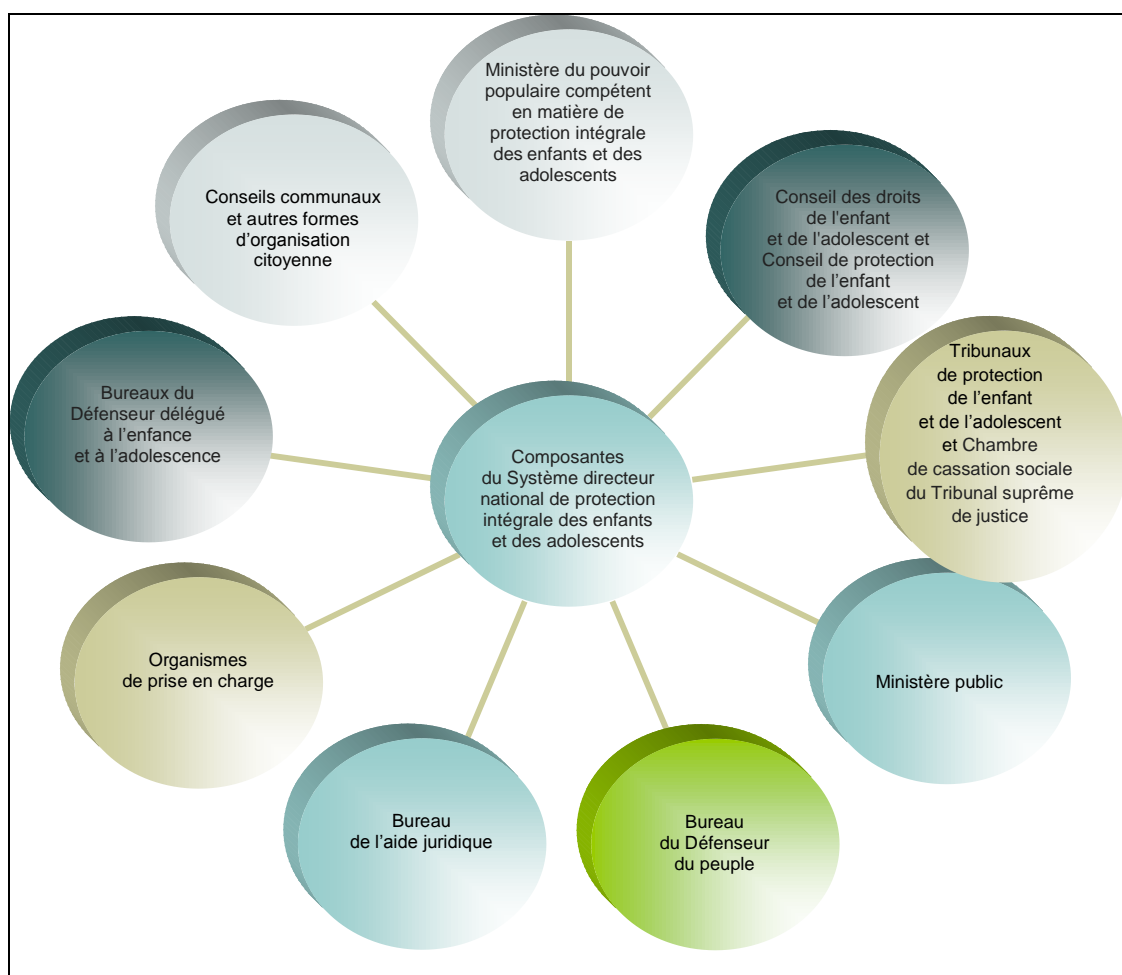 Ministère du pouvoir
populaire compétent
en matière de
protection intégrale
des enfants et des
adolescents
Conseil des droits
de l'enfant
et de l'adolescent et
Conseil de protection
de l'enfant
et de l'adolescent
Tribunaux
de protection
de l'enfant
et de l'adolescent
et Chambre
de cassation sociale
du Tribunal suprême
de justice
Ministère public
Bureau
du Défenseur
du peuple
Bureau
de l'aide juridique
Organismes
de prise en charge
Bureaux du
Défenseur délégué
à l'enfance
et à l'adolescence
Conseils communaux
et autres formes
d'organisation
citoyenne
Composantes
du Système directeur
national de protection
intégrale des enfants
et des adolescents